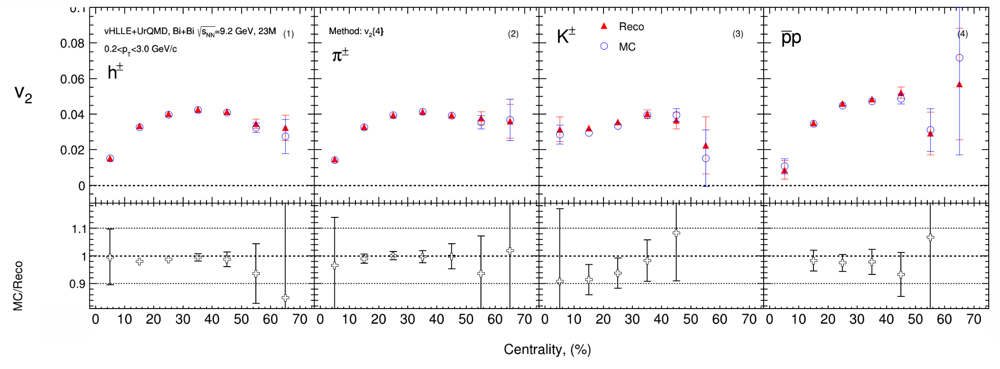 0.1
0.08
0.06
0.04
0.02
0
v2
vHLLE+UrQMD, Bi+Bi √sNN=9.2 GeV, 23M
(1)
0.2<pT<3.0 GeV/c
h±
Method: v2{4}
(2)
π±
K±
Reco
MC
(3)
p̅p
(4)
1.1
1
0.9
MC/Reco
0 10 20 30 40 50 60 70
0 10 20 30 40 50 60 70
0 10 20 30 40 50 60 70
0 10 20 30 40 50 60 70
Centrality, (%)